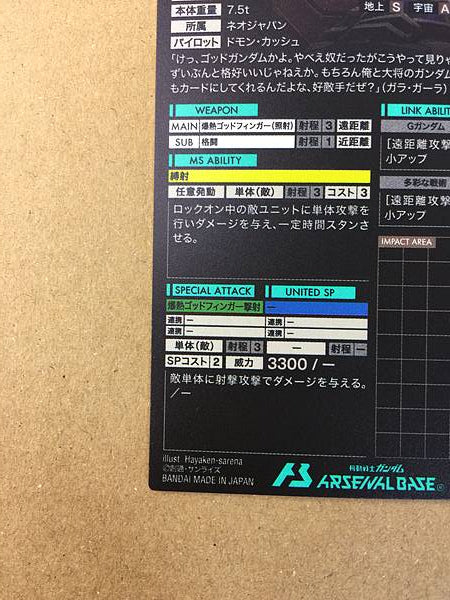 本体重量 7.5t
地上 S 宇宙 A
所属 ネオジャパン
パイロット ドモン・カッシュ
「けっ、ゴッドガンダムかよ。やべえ奴だったがこうやって見りゃ
ずいぶんと格好いいじゃねえか。もちろん俺と大将のガンダム
もカードにしてくれるんだよな、好敵手だぜ?」(ガラ・ガーラ)
WEAPON
MAIN 爆熱ゴッドフィンガー(照射) 射程 3 遠距離
SUB 格闘 射程 1 近距離
MS ABILITY
縛射
任意発動 単体(敵) 射程 3 コスト 3
ロックオン中の敵ユニットに単体攻撃を
行いダメージを与え、一定時間スタンさ
せる。
LINK ABILIT
Gガンダム
[遠距離攻撃
小アップ
多彩な戦術
[遠距離攻撃
小アップ
IMPACT AREA
SPECIAL ATTACK UNITED SP
爆熱ゴッドフィンガー撃射 ー
連携 ー 連携 ー
連携 ー 連携 ー
単体(敵) 射程 3 ー 射程 ー
SPコスト 2 威力 3300 / ー
敵単体に射撃攻撃でダメージを与える。
/ー
illust. Hayaken-sarena
©創通・サンライズ
BANDAI MADE IN JAPAN
機動戦士ガンダム
ARSENAL BASE®